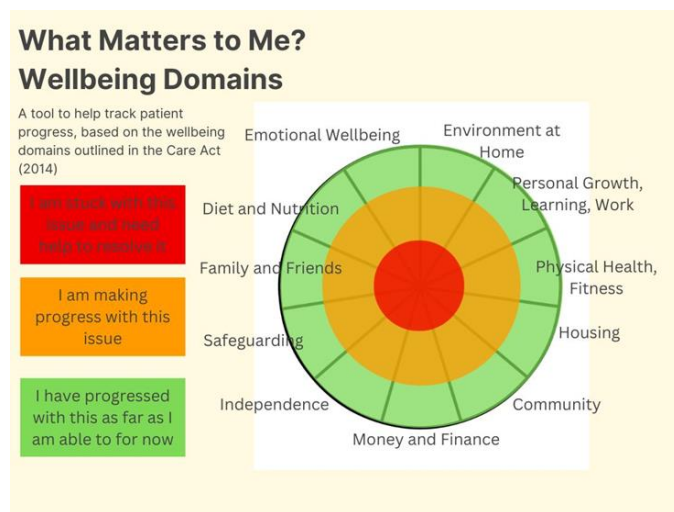 What Matters to Me?
Wellbeing Domains
A tool to help track patient
progress, based on the wellbeing
domains outlined in the Care Act
(2014)
I am stuck with this
issue and need
help to resolve it
I am making
progress with this
issue
I have progressed
with this as far as I
am able to for now
Emotional Wellbeing
Environment at
Home
Personal Growth,
Learning, Work
Diet and Nutrition
Family and Friends
Physical Health,
Fitness
Safeguarding
Housing
Independence
Community
Money and Finance